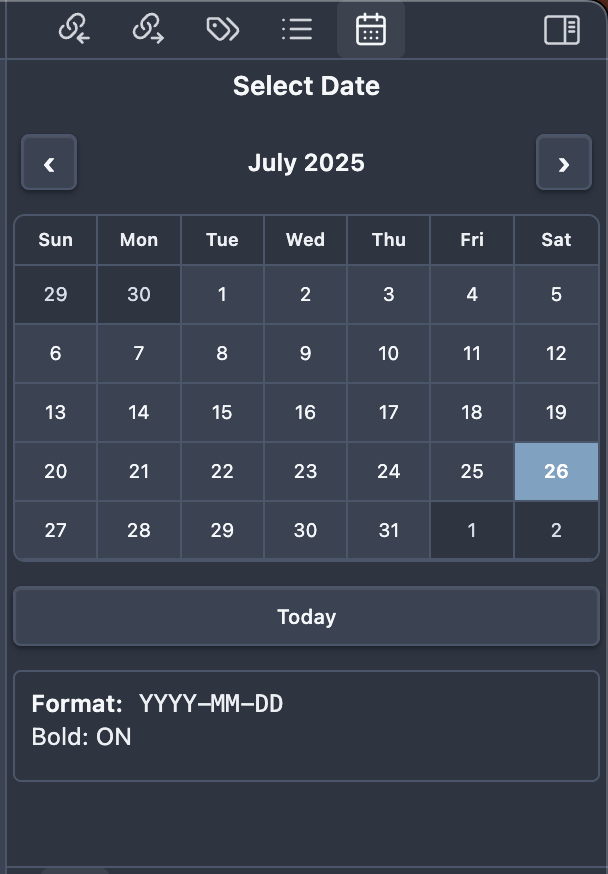 Select Date
‹ July 2025 ›
Sun Mon Tue Wed Thu Fri Sat
29 30 1 2 3 4 5
6 7 8 9 10 11 12
13 14 15 16 17 18 19
20 21 22 23 24 25 26
27 28 29 30 31 1 2
Today
Format: YYYY-MM-DD
Bold: ON